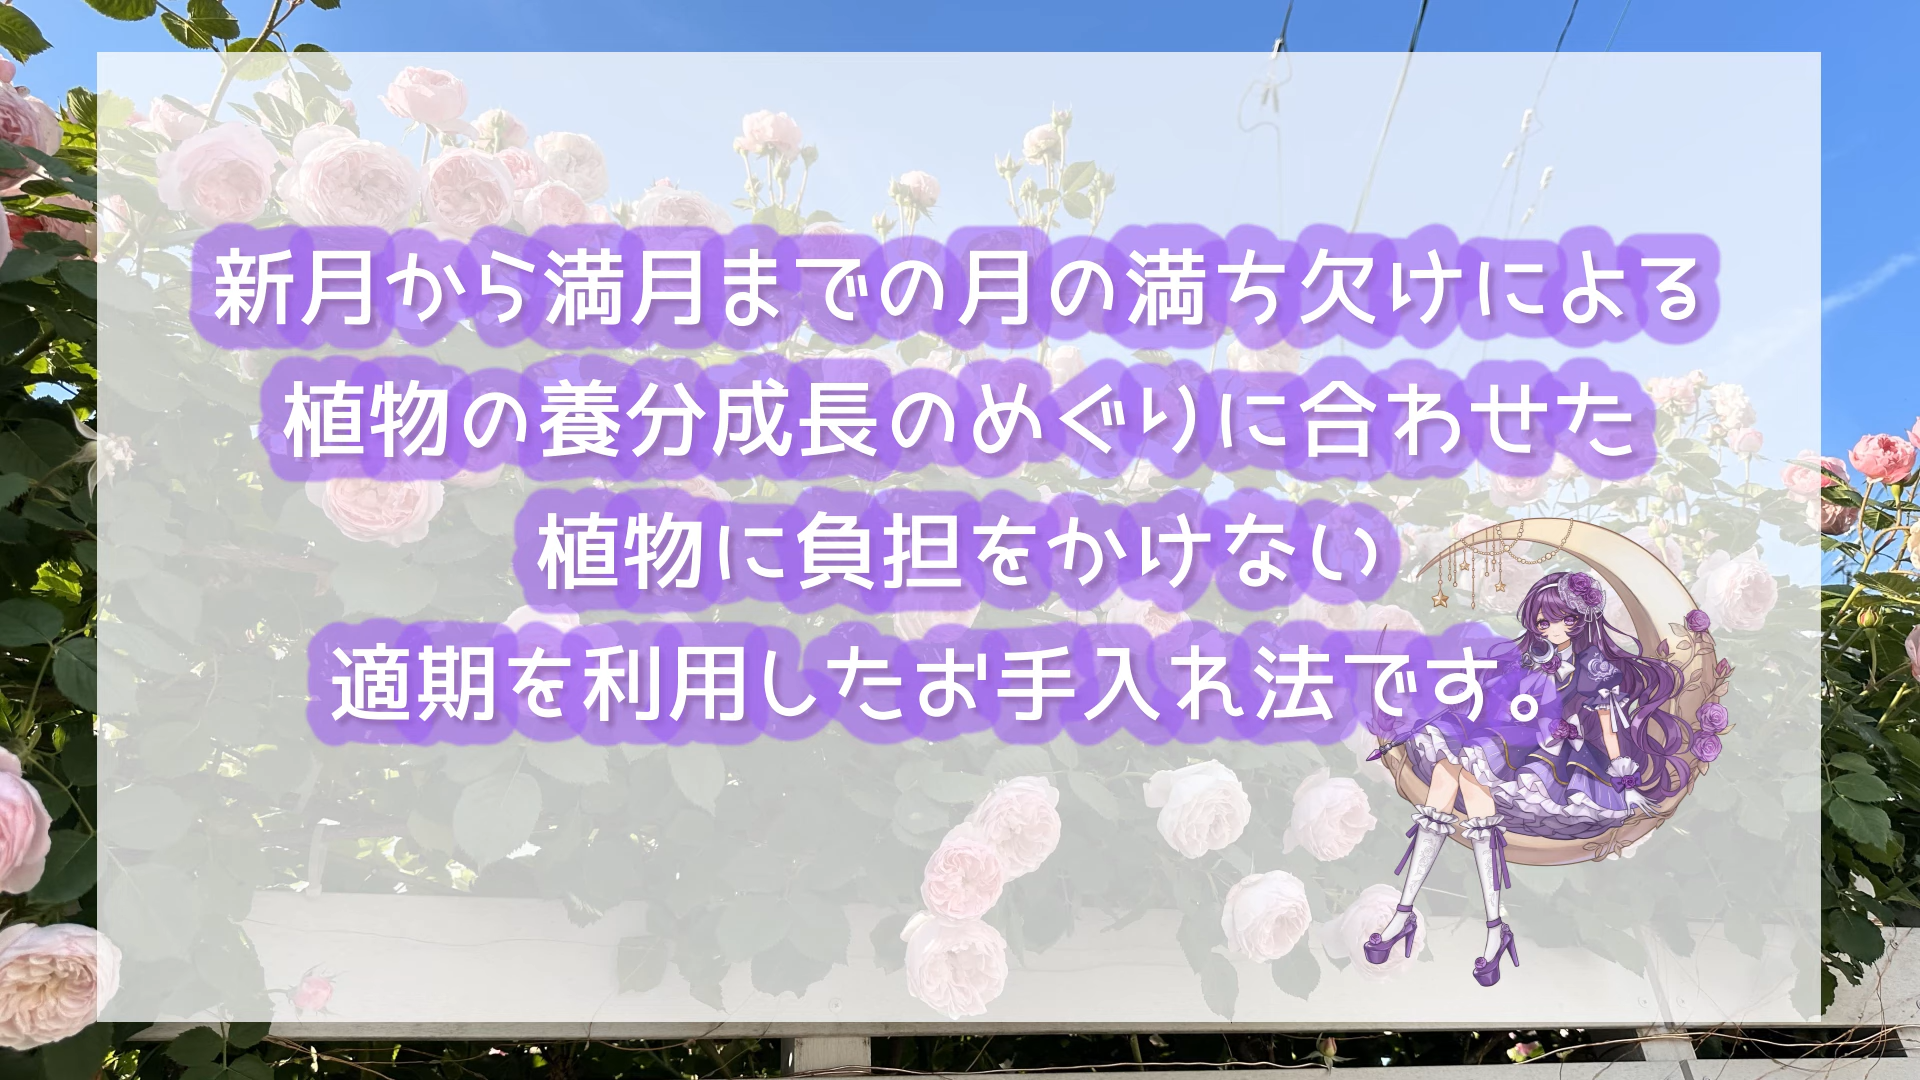 新月から満月までの月の満ち欠けによる
植物の養分成長のめぐりに合わせた
植物に負担をかけない
適期を利用したお手入れ法です。